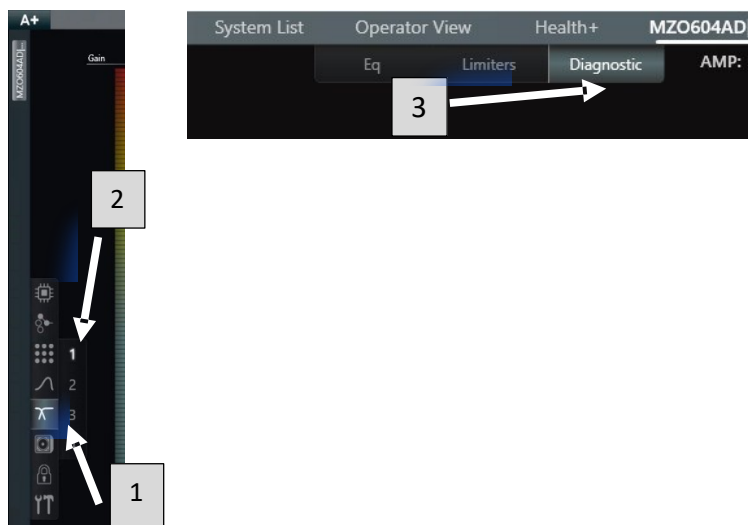 A+
MZO604AD|...
Gain
2
1
2
3
1
System List Operator View Health+ MZO604AD
Eq Limiters Diagnostic AMP:
3